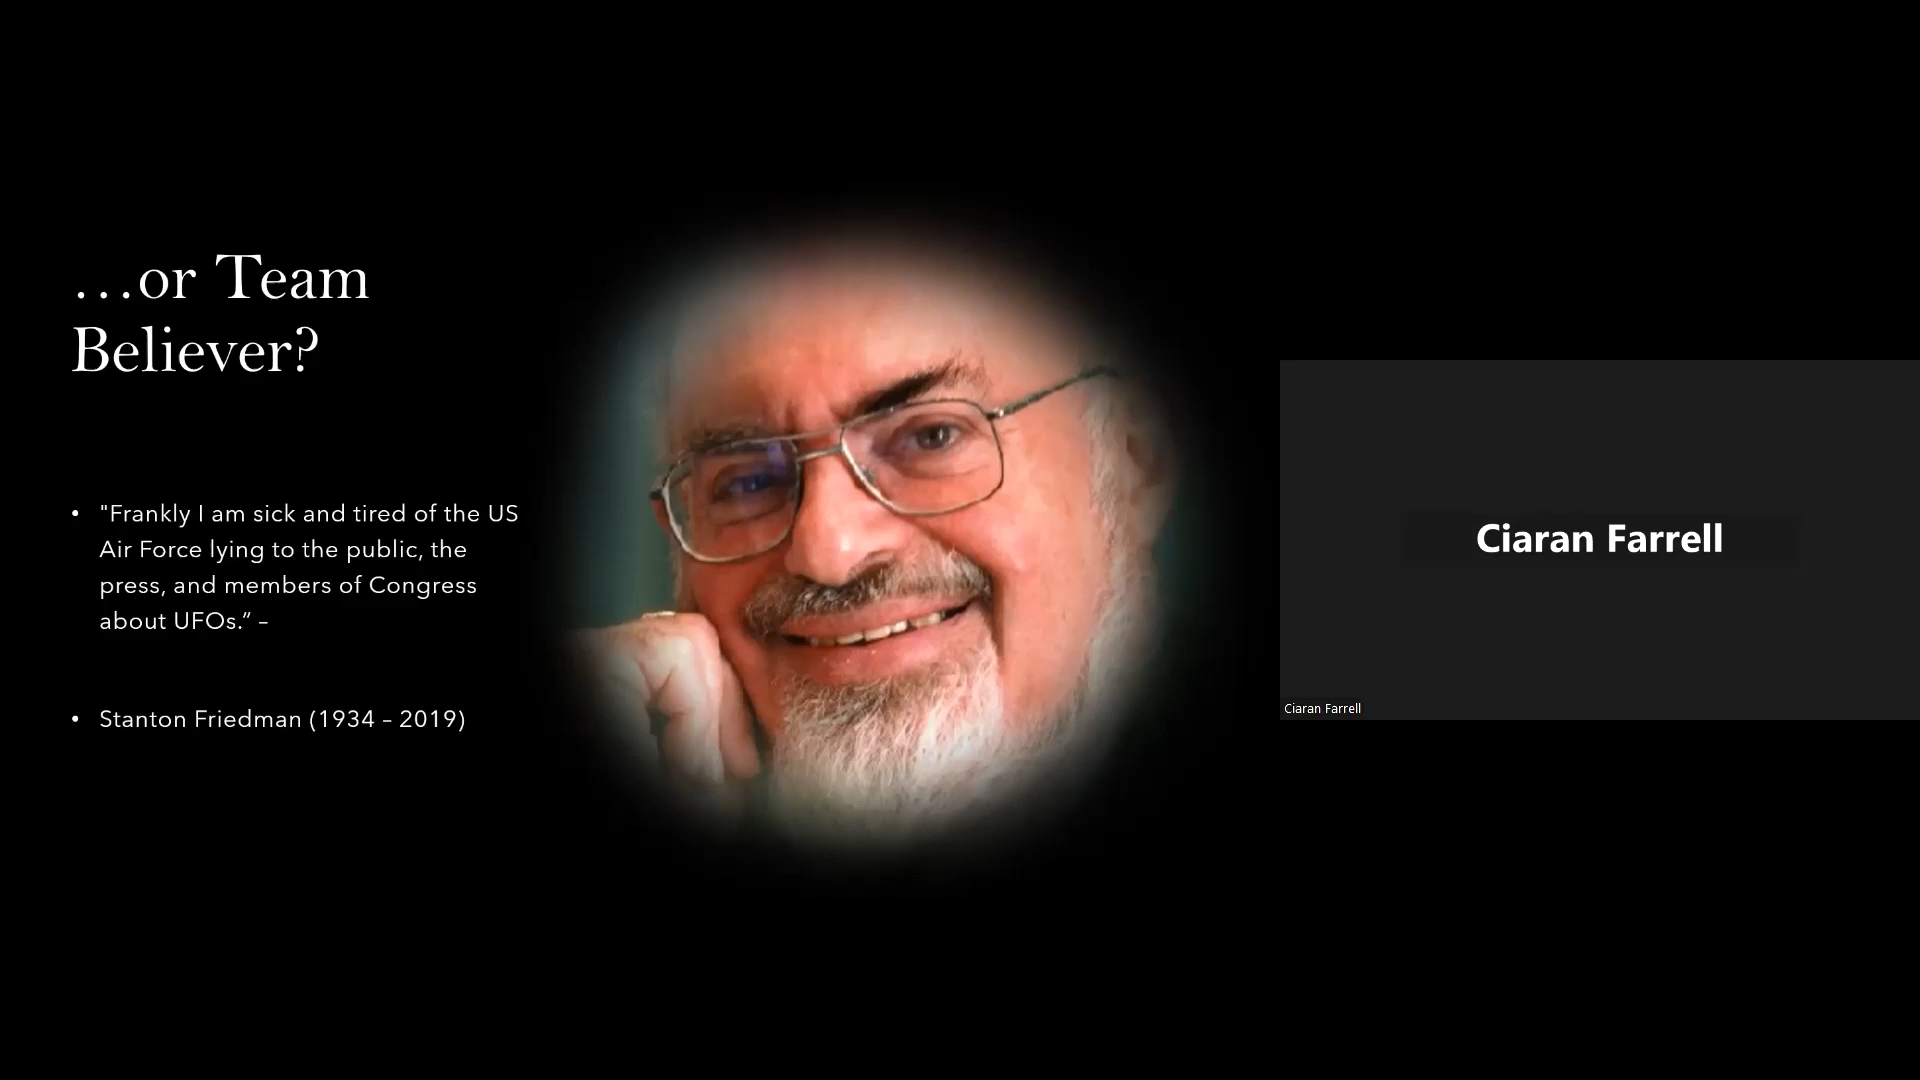 …or Team
Believer?
• "Frankly I am sick and tired of the US
Air Force lying to the public, the
press, and members of Congress
about UFOs.” –
• Stanton Friedman (1934 – 2019)
Ciaran Farrell
Ciaran Farrell